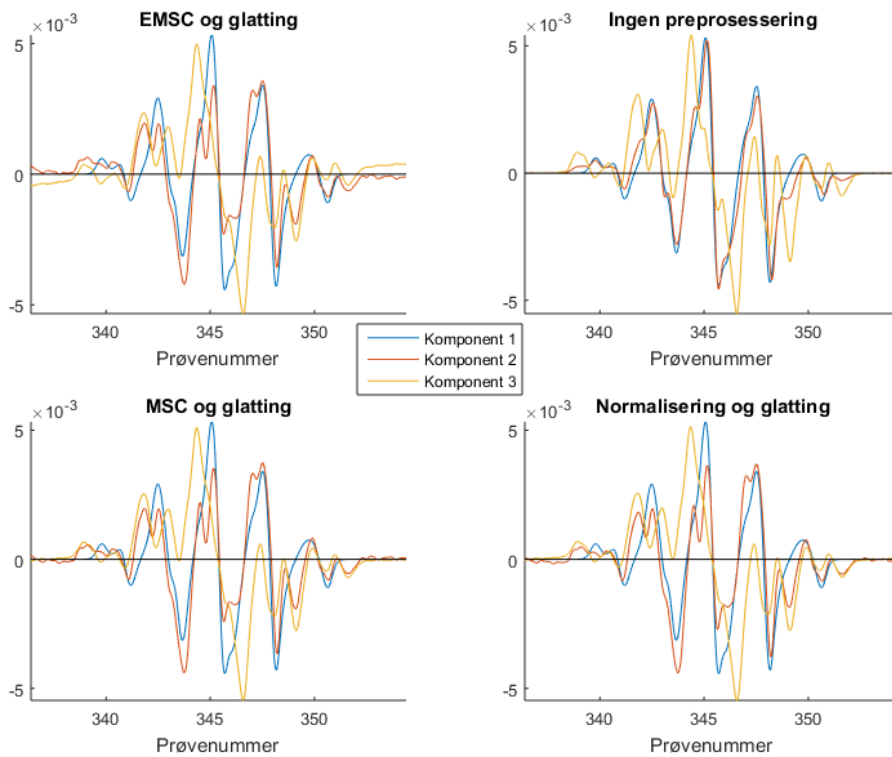 EMSC og glatting
×10⁻³
5
0
-5
340 345 350
Prøvenummer
Ingen preprosessering
×10⁻³
5
0
-5
340 345 350
Prøvenummer
Komponent 1
Komponent 2
Komponent 3
MSC og glatting
×10⁻³
5
0
-5
340 345 350
Prøvenummer
Normalisering og glatting
×10⁻³
5
0
-5
340 345 350
Prøvenummer